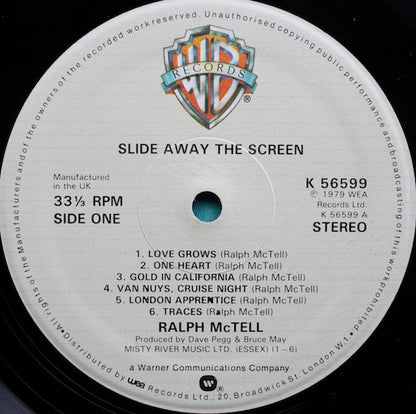 of the recorded work reserved. Unauthorised copying public performance and broadcasting of this work prohibited.
All rights of the Manufacturers and of the owners
WB
RECORDS
®
SLIDE AWAY THE SCREEN
Manufactured
in the UK
33⅓ RPM
SIDE ONE
K 56599
℗ 1979 WEA
Records Ltd.
K 56599 A
STEREO
1. LOVE GROWS (Ralph McTell)
2. ONE HEART (Ralph McTell)
3. GOLD IN CALIFORNIA (Ralph McTell)
4. VAN NUYS, CRUISE NIGHT (Ralph McTell)
5. LONDON APPRENTICE (Ralph McTell)
6. TRACES (Ralph McTell)
RALPH McTELL
Produced by Dave Pegg & Bruce May
MISTY RIVER MUSIC LTD. (ESSEX) (1–6)
a Warner Communications Company
Distributed by wea Records Ltd., 20, Broadwick St. London W1.